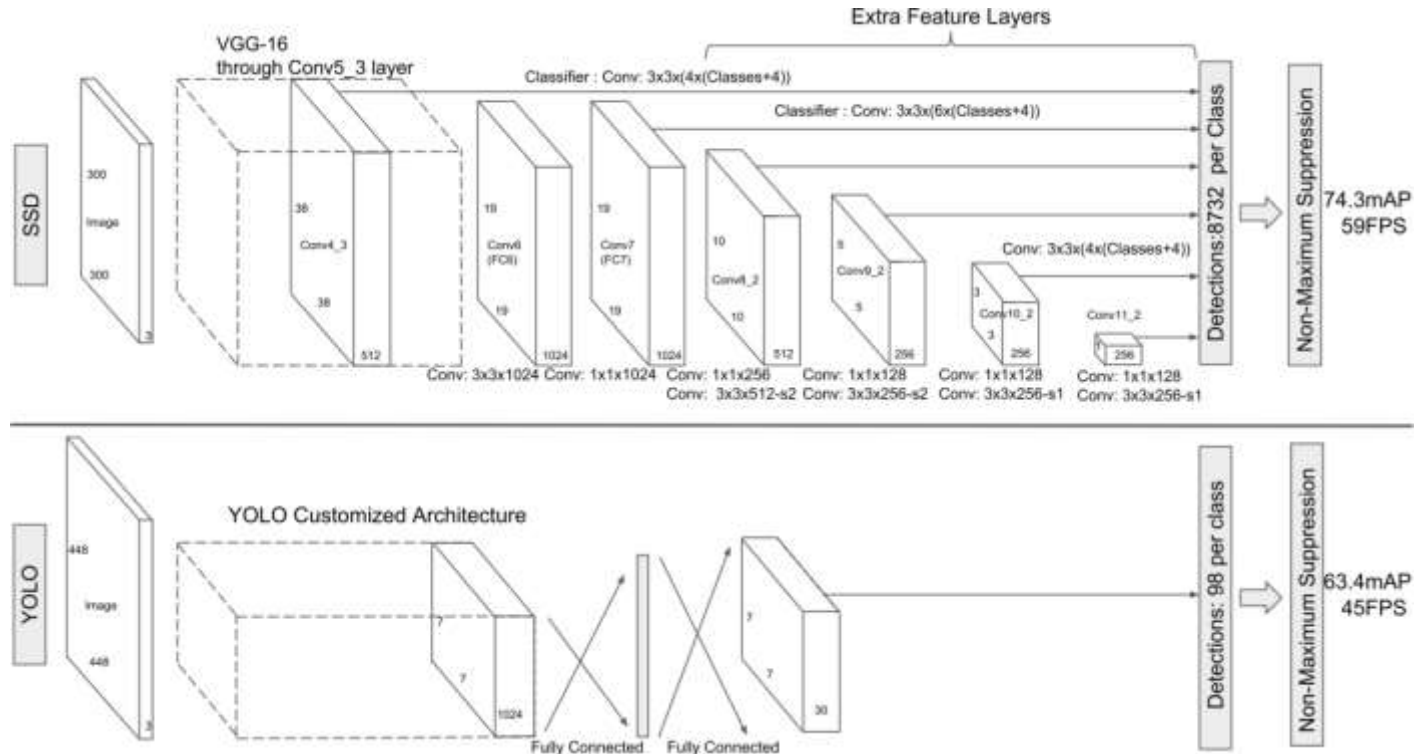 Extra Feature Layers
VGG-16
through Conv5_3 layer
Classifier : Conv: 3x3x(4x(Classes+4))
Classifier : Conv: 3x3x(6x(Classes+4))
SSD
300
Image
300
3
38
Conv4_3
38
512
19
Conv6
(FC6)
19
1024
19
Conv7
(FC7)
19
1024
10
Conv8_2
10
512
5
Conv9_2
5
256
Conv: 3x3x(4x(Classes+4))
3
Conv10_2
3
256
Conv11_2
1
256
Conv: 3x3x1024
Conv: 1x1x1024
Conv: 1x1x256
Conv: 3x3x512-s2
Conv: 1x1x128
Conv: 3x3x256-s2
Conv: 1x1x128
Conv: 3x3x256-s1
Conv: 1x1x128
Conv: 3x3x256-s1
Detections:8732 per Class
Non-Maximum Suppression
74.3mAP
59FPS
YOLO
448
Image
448
3
YOLO Customized Architecture
7
7
1024
Fully Connected
Fully Connected
7
7
30
Detections: 98 per class
Non-Maximum Suppression
63.4mAP
45FPS